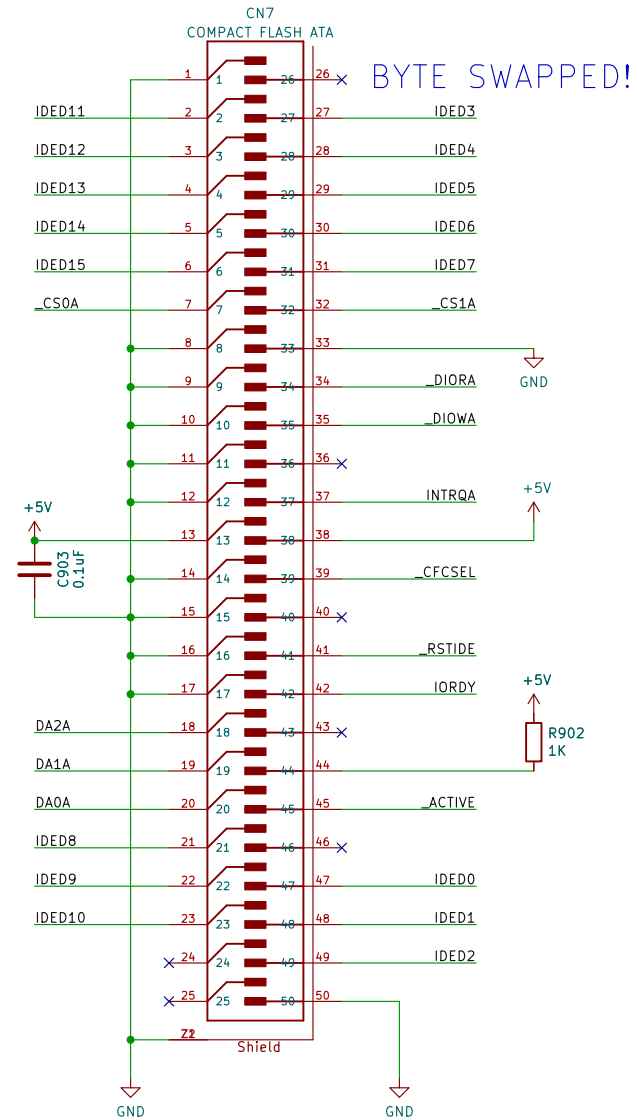 CN7
COMPACT FLASH ATA
BYTE SWAPPED!
1 1 26 26
IDED11 2 2 27 27 IDED3
IDED12 3 3 28 28 IDED4
IDED13 4 4 29 29 IDED5
IDED14 5 5 30 30 IDED6
IDED15 6 6 31 31 IDED7
_CS0A 7 7 32 32 _CS1A
8 8 33 33
GND
9 9 34 34 _DIORA
10 10 35 35 _DIOWA
11 11 36 36
12 12 37 37 INTRQA
+5V
+5V
13 13 38 38
C903
0.1uF
14 14 39 39 _CFCSEL
15 15 40 40
16 16 41 41 _RSTIDE
17 17 42 42 IORDY
+5V
DA2A 18 18 43 43
R902
1K
DA1A 19 19 44 44
DA0A 20 20 45 45 _ACTIVE
IDED8 21 21 46 46
IDED9 22 22 47 47 IDED0
IDED10 23 23 48 48 IDED1
24 24 49 49 IDED2
25 25 50 50
Shield
GND
GND